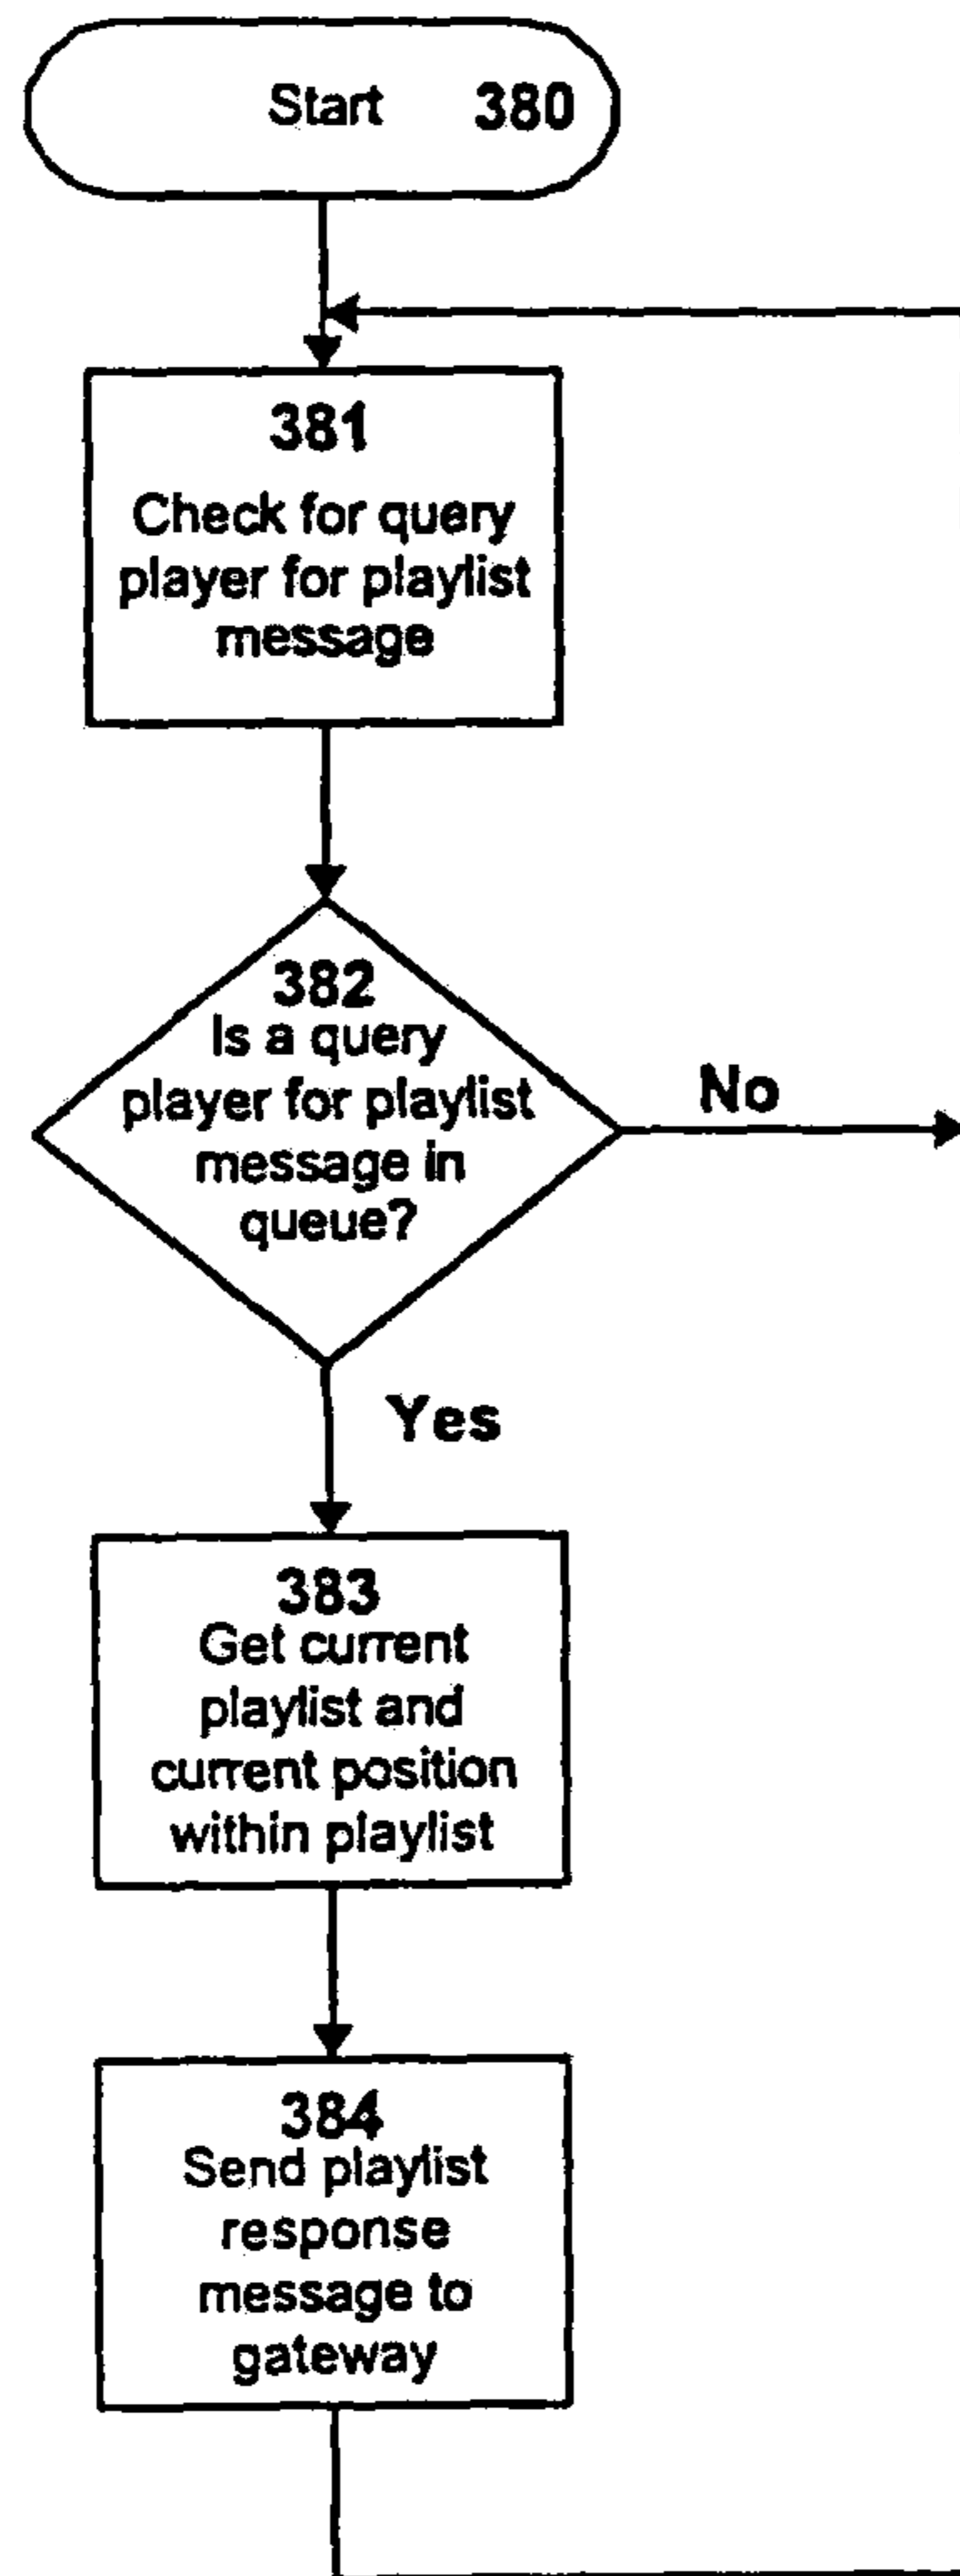 Start 380
381
Check for query
player for playlist
message
382
Is a query
player for playlist
message in
queue?
No
Yes
383
Get current
playlist and
current position
within playlist
384
Send playlist
response
message to
gateway